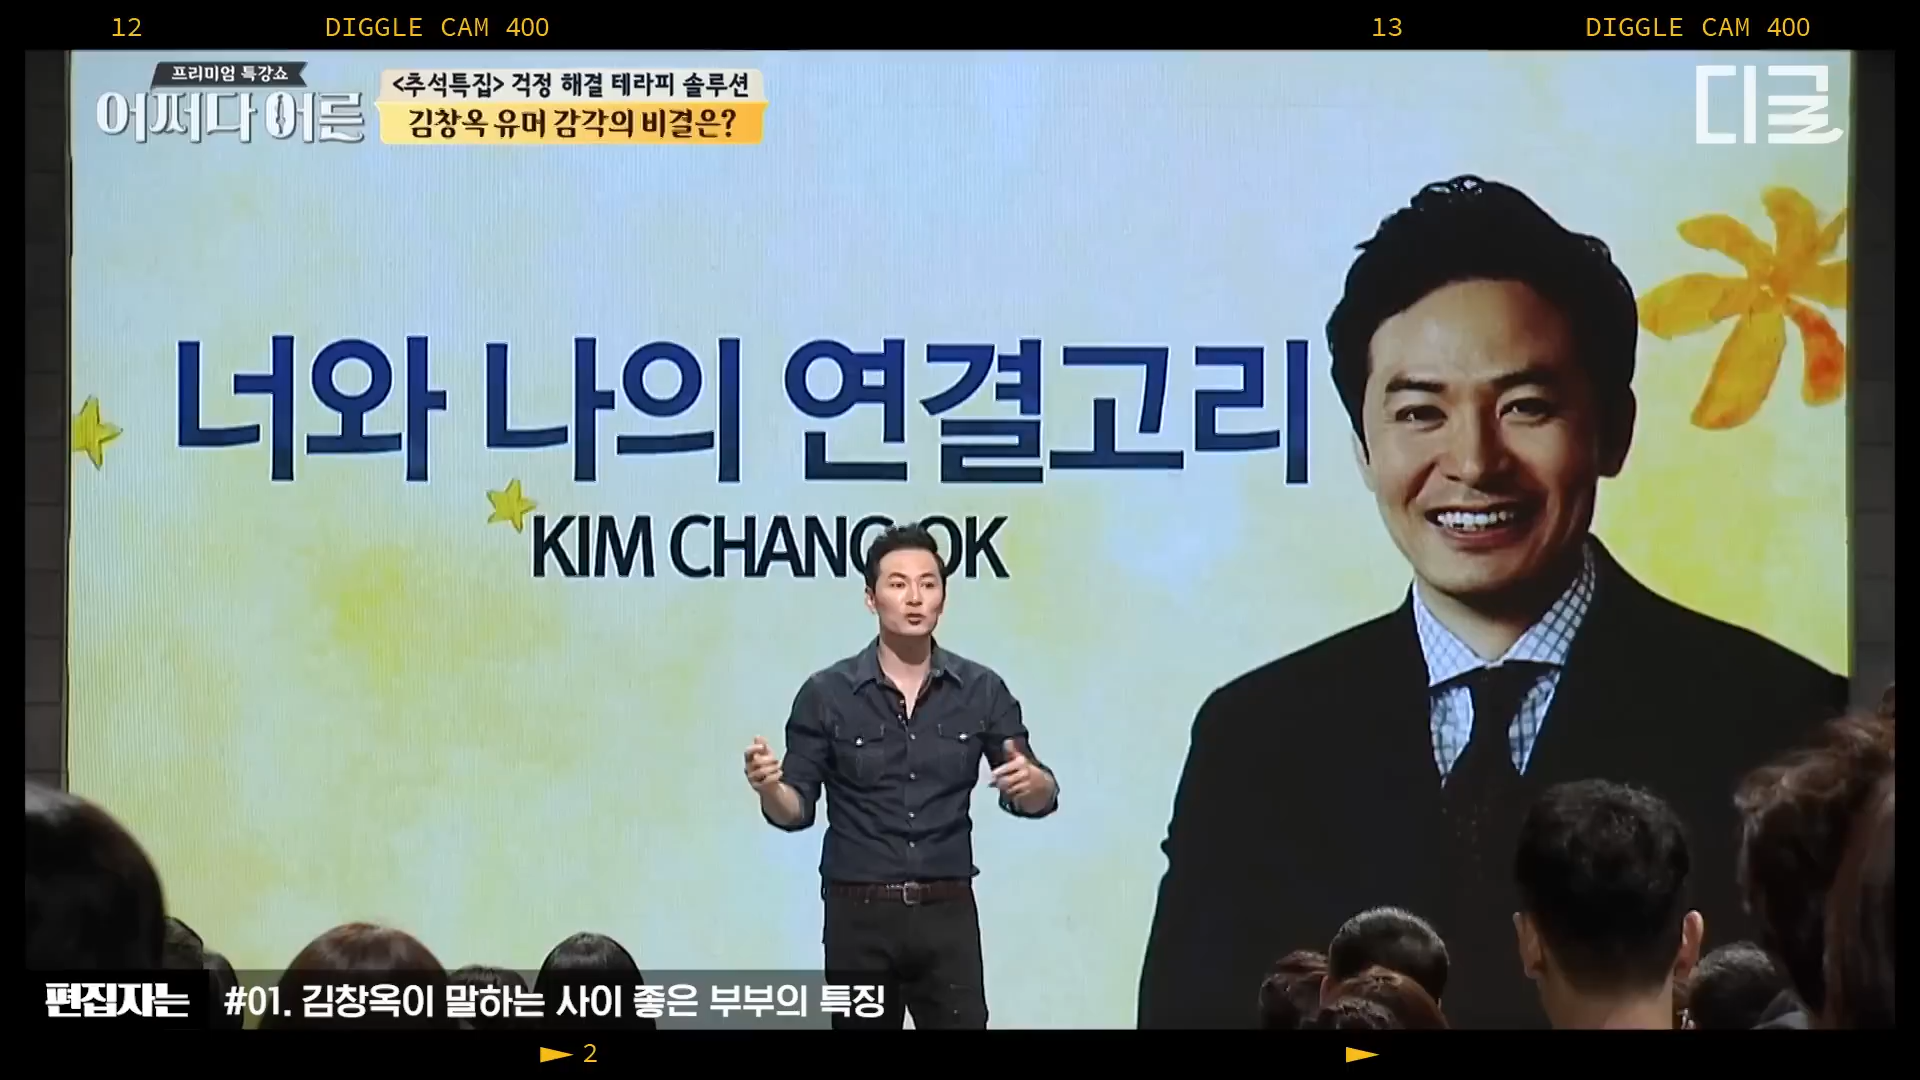 12
DIGGLE CAM 400
13
DIGGLE CAM 400
프리미엄 특강쇼
어쩌다 어른
<추석특집> 걱정 해결 테라피 솔루션
김창옥 유머 감각의 비결은?
디글
너와 나의 연결고리
KIM CHANG OK
편집자는
#01. 김창옥이 말하는 사이 좋은 부부의 특징
2